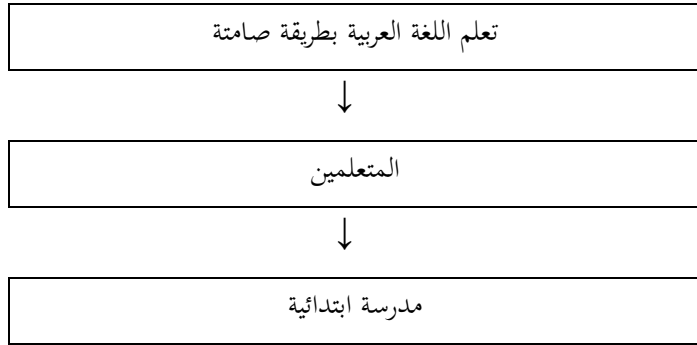 تعلم اللغة العربية بطريقة صامتة
↓
المتعلمين
↓
مدرسة ابتدائية